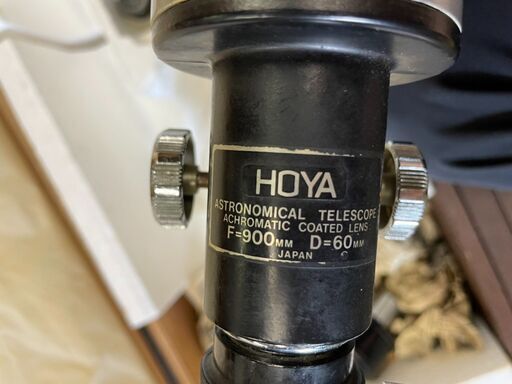 HOYA
ASTRONOMICAL TELESCOPE
ACHROMATIC COATED LENS
F=900MM D=60MM
JAPAN